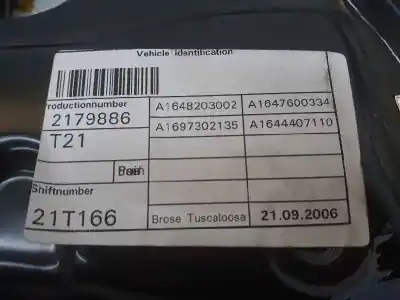 Vehicle identification
Productionnumber
2179886
T21
A1648203002 A1647600334
A1697302135 A1644407110
Shiftnumber
21T166
Brose Tuscaloosa 21.09.2006